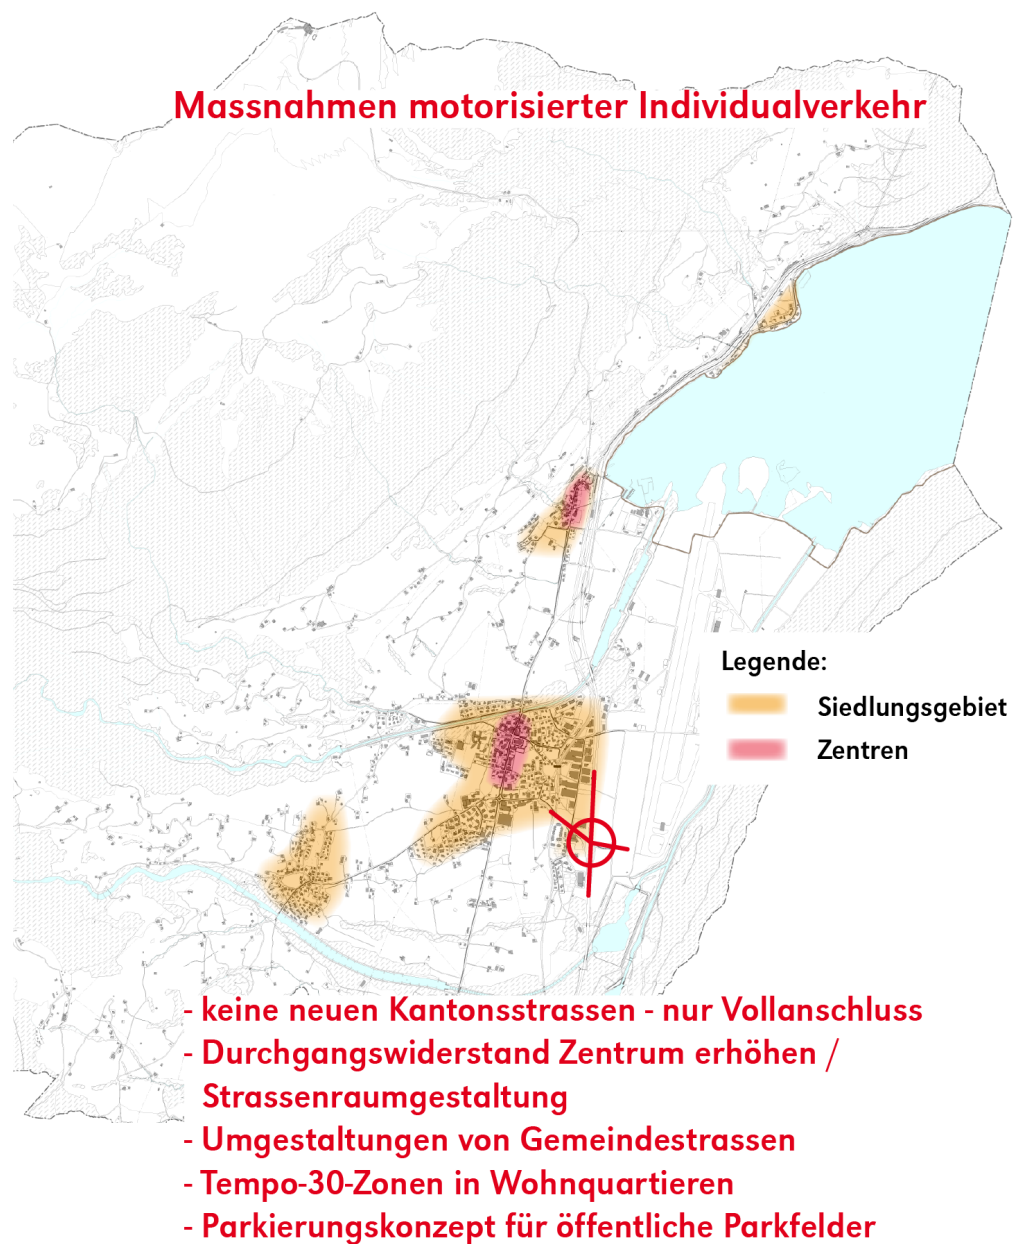 Massnahmen motorisierter Individualverkehr
Legende:
Siedlungsgebiet
Zentren
- keine neuen Kantonsstrassen - nur Vollanschluss
- Durchgangswiderstand Zentrum erhöhen /
Strassenraumgestaltung
- Umgestaltungen von Gemeindestrassen
- Tempo-30-Zonen in Wohnquartieren
- Parkierungskonzept für öffentliche Parkfelder